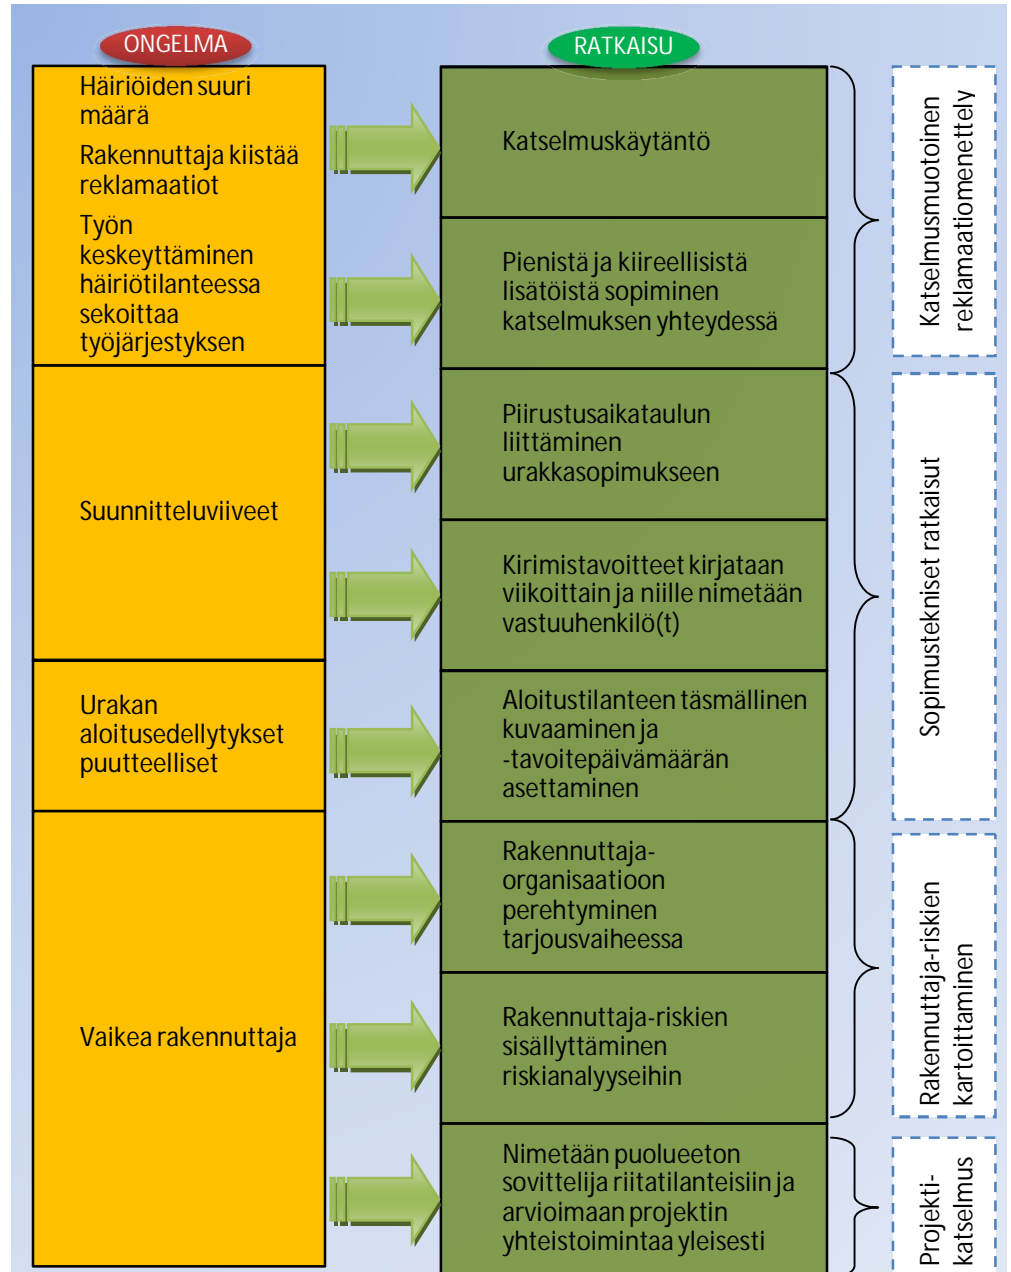 ONGELMA
RATKAISU
Häiriöiden suuri
määrä
Rakennuttaja kiistää
reklamaatiot
Työn
keskeyttäminen
häiriötilanteessa
sekoittaa
työjärjestyksen
Katselmuskäytäntö
Pienistä ja kiireellisistä
lisätöistä sopiminen
katselmuksen yhteydessä
Katselmusmuotoinen
reklamaatiomenettely
Suunnitteluviiveet
Piirustusaikataulun
liittäminen
urakkasopimukseen
Kirimistavoitteet kirjataan
viikoittain ja niille nimetään
vastuuhenkilö(t)
Urakan
aloitusedellytykset
puutteelliset
Aloitustilanteen täsmällinen
kuvaaminen ja
-tavoitepäivämäärän
asettaminen
Sopimustekniset ratkaisut
Vaikea rakennuttaja
Rakennuttaja-
organisaatioon
perehtyminen
tarjousvaiheessa
Rakennuttaja-riskien
sisällyttäminen
riskianalyyseihin
Rakennuttaja-riskien
kartoittaminen
Nimetään puolueeton
sovittelija riitatilanteisiin ja
arvioimaan projektin
yhteistoimintaa yleisesti
Projekti-
katselmus